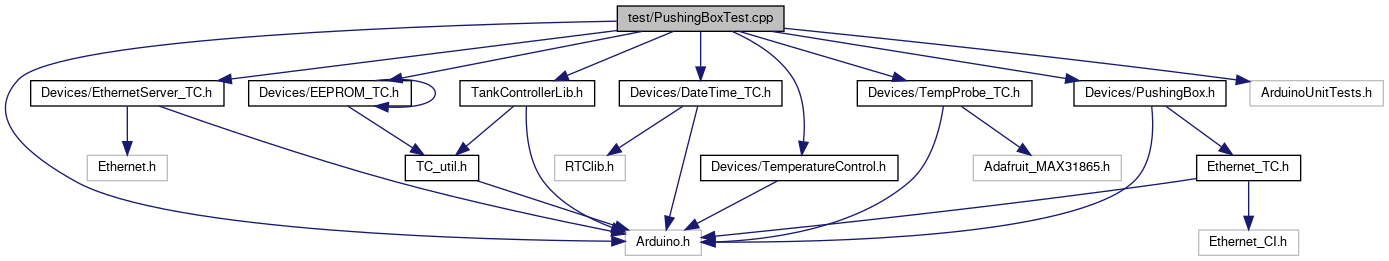 test/PushingBoxTest.cpp
Devices/EthernetServer_TC.h
Devices/EEPROM_TC.h
TankControllerLib.h
Devices/DateTime_TC.h
Devices/TempProbe_TC.h
Devices/PushingBox.h
ArduinoUnitTests.h
Ethernet.h
TC_util.h
RTClib.h
Devices/TemperatureControl.h
Adafruit_MAX31865.h
Ethernet_TC.h
Arduino.h
Ethernet_CI.h